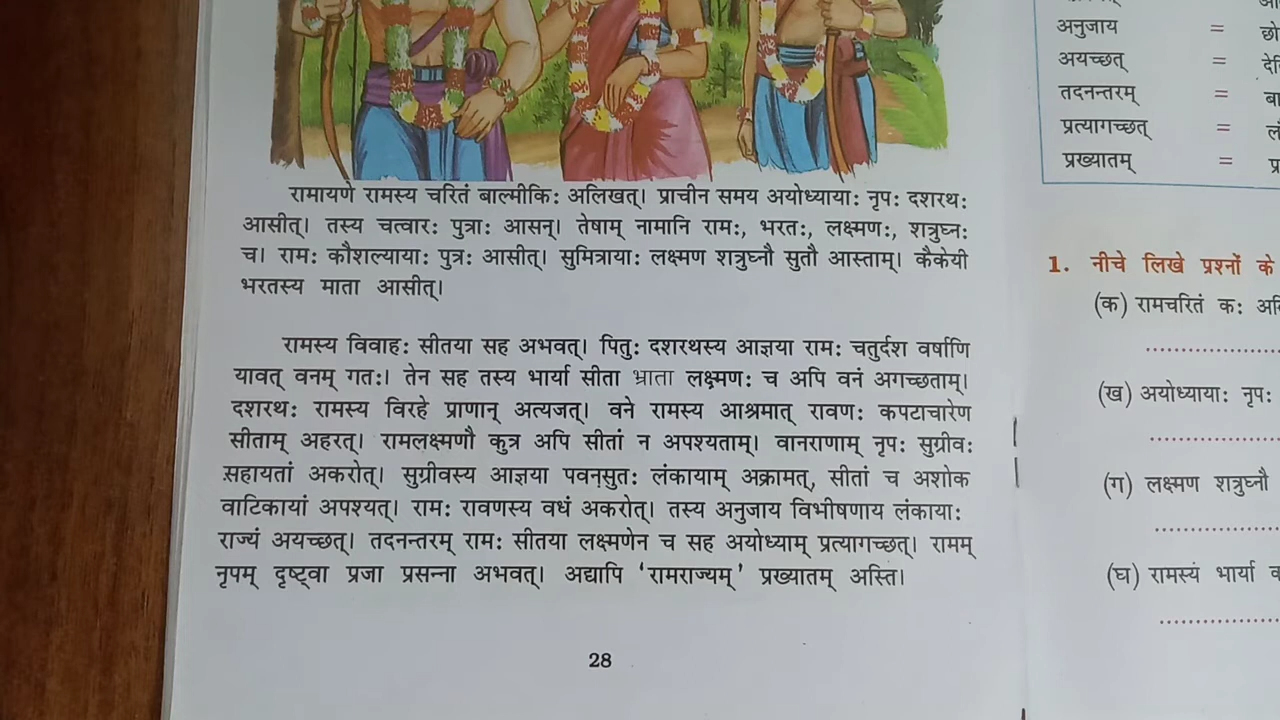 रामायणे रामस्य चरितं बाल्मीकिः अलिखत्। प्राचीन समय अयोध्यायाः नृपः दशरथः
आसीत्। तस्य चत्वारः पुत्राः आसन्। तेषाम् नामानि रामः, भरतः, लक्ष्मणः, शत्रुघ्नः
च। रामः कौशल्यायाः पुत्रः आसीत्। सुमित्रायाः लक्ष्मण शत्रुघ्नौ सुतौ आस्ताम्। कैकेयी
भरतस्य माता आसीत्।
रामस्य विवाहः सीतया सह अभवत्। पितुः दशरथस्य आज्ञया रामः चतुर्दश वर्षाणि
यावत् वनम् गतः। तेन सह तस्य भार्या सीता भ्राता लक्ष्मणः च अपि वनं अगच्छताम्।
दशरथः रामस्य विरहे प्राणान् अत्यजत्। वने रामस्य आश्रमात् रावणः कपटाचारेण
सीताम् अहरत्। रामलक्ष्मणौ कुत्र अपि सीतां न अपश्यताम्। वानराणाम् नृपः सुग्रीवः
सहायतां अकरोत्। सुग्रीवस्य आज्ञया पवनसुतः लंकायाम् अक्रामत्, सीतां च अशोक
वाटिकायां अपश्यत्। रामः रावणस्य वधं अकरोत्। तस्य अनुजाय विभीषणाय लंकायाः
राज्यं अयच्छत्। तदनन्तरम् रामः सीतया लक्ष्मणेन च सह अयोध्याम् प्रत्यागच्छत्। रामम्
नृपम् दृष्ट्वा प्रजा प्रसन्ना अभवत्। अद्यापि 'रामराज्यम्' प्रख्यातम् अस्ति।
28
अनुजाय =
अयच्छत् =
तदनन्तरम् =
प्रत्यागच्छत् =
प्रख्यातम् =
1. नीचे लिखे प्रश्नों के
(क) रामचरितं कः
(ख) अयोध्यायाः नृपः
(ग) लक्ष्मण शत्रुघ्नौ
(घ) रामस्यं भार्या